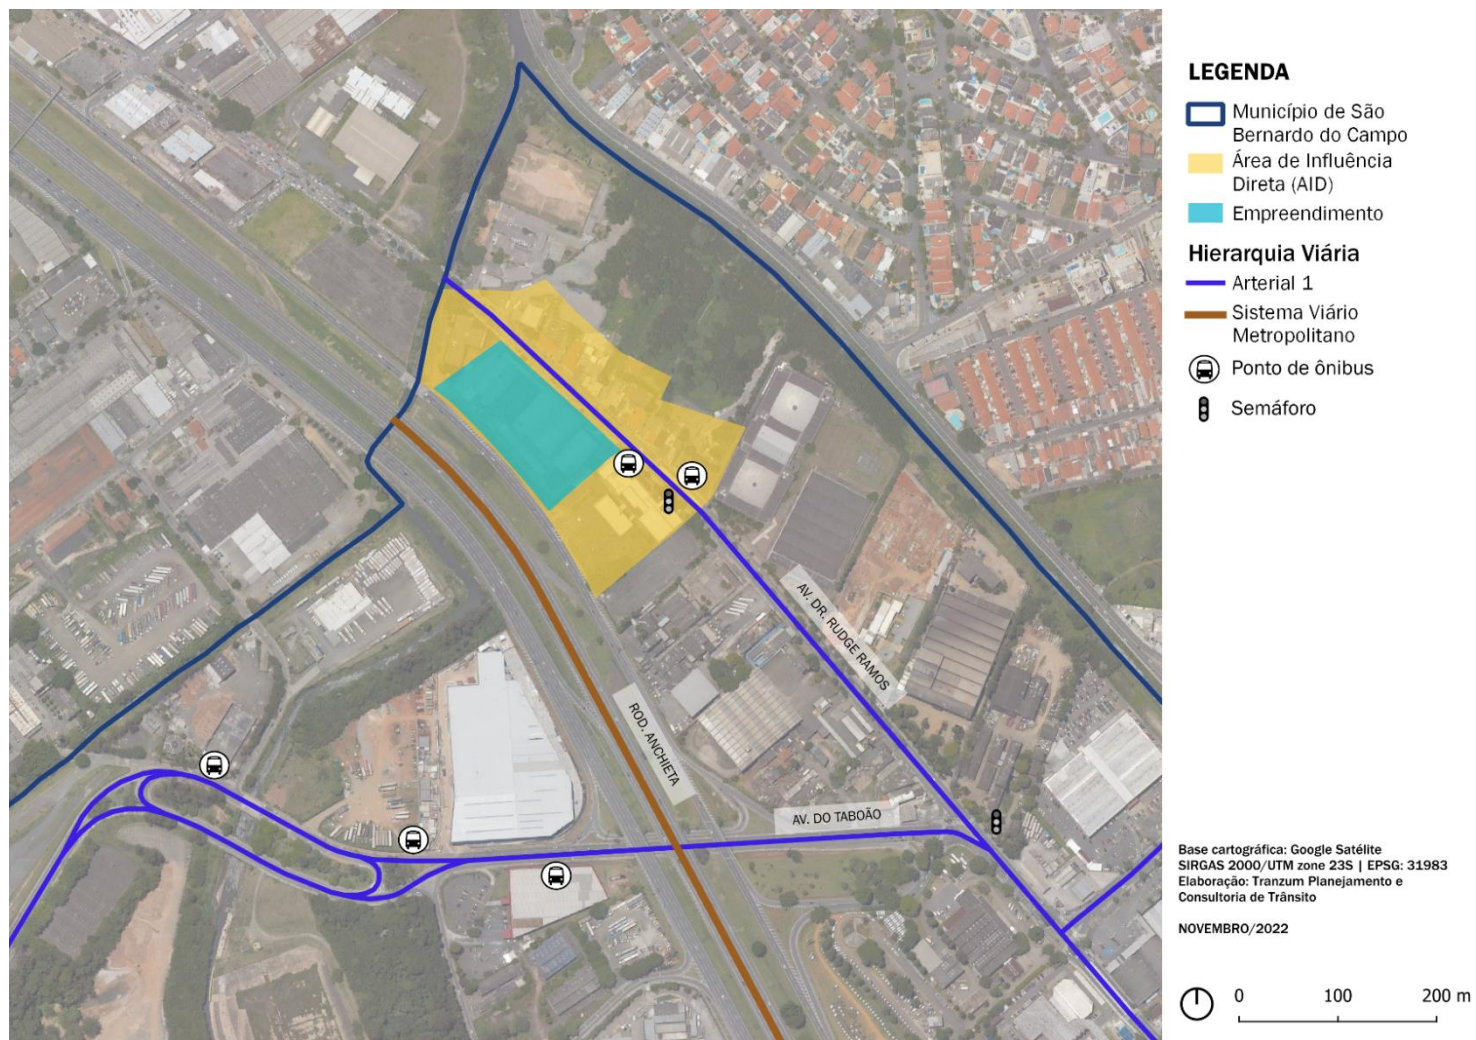 LEGENDA
Município de São
Bernardo do Campo
Área de Influência
Direta (AID)
Empreendimento
Hierarquia Viária
Arterial 1
Sistema Viário
Metropolitano
Ponto de ônibus
Semáforo
AV. DR. RUDGE RAMOS
ROD. ANCHIETA
AV. DO TABOÃO
Base cartográfica: Google Satélite
SIRGAS 2000/UTM zone 23S | EPSG: 31983
Elaboração: Tranzum Planejamento e
Consultoria de Trânsito
NOVEMBRO/2022
0 100 200 m